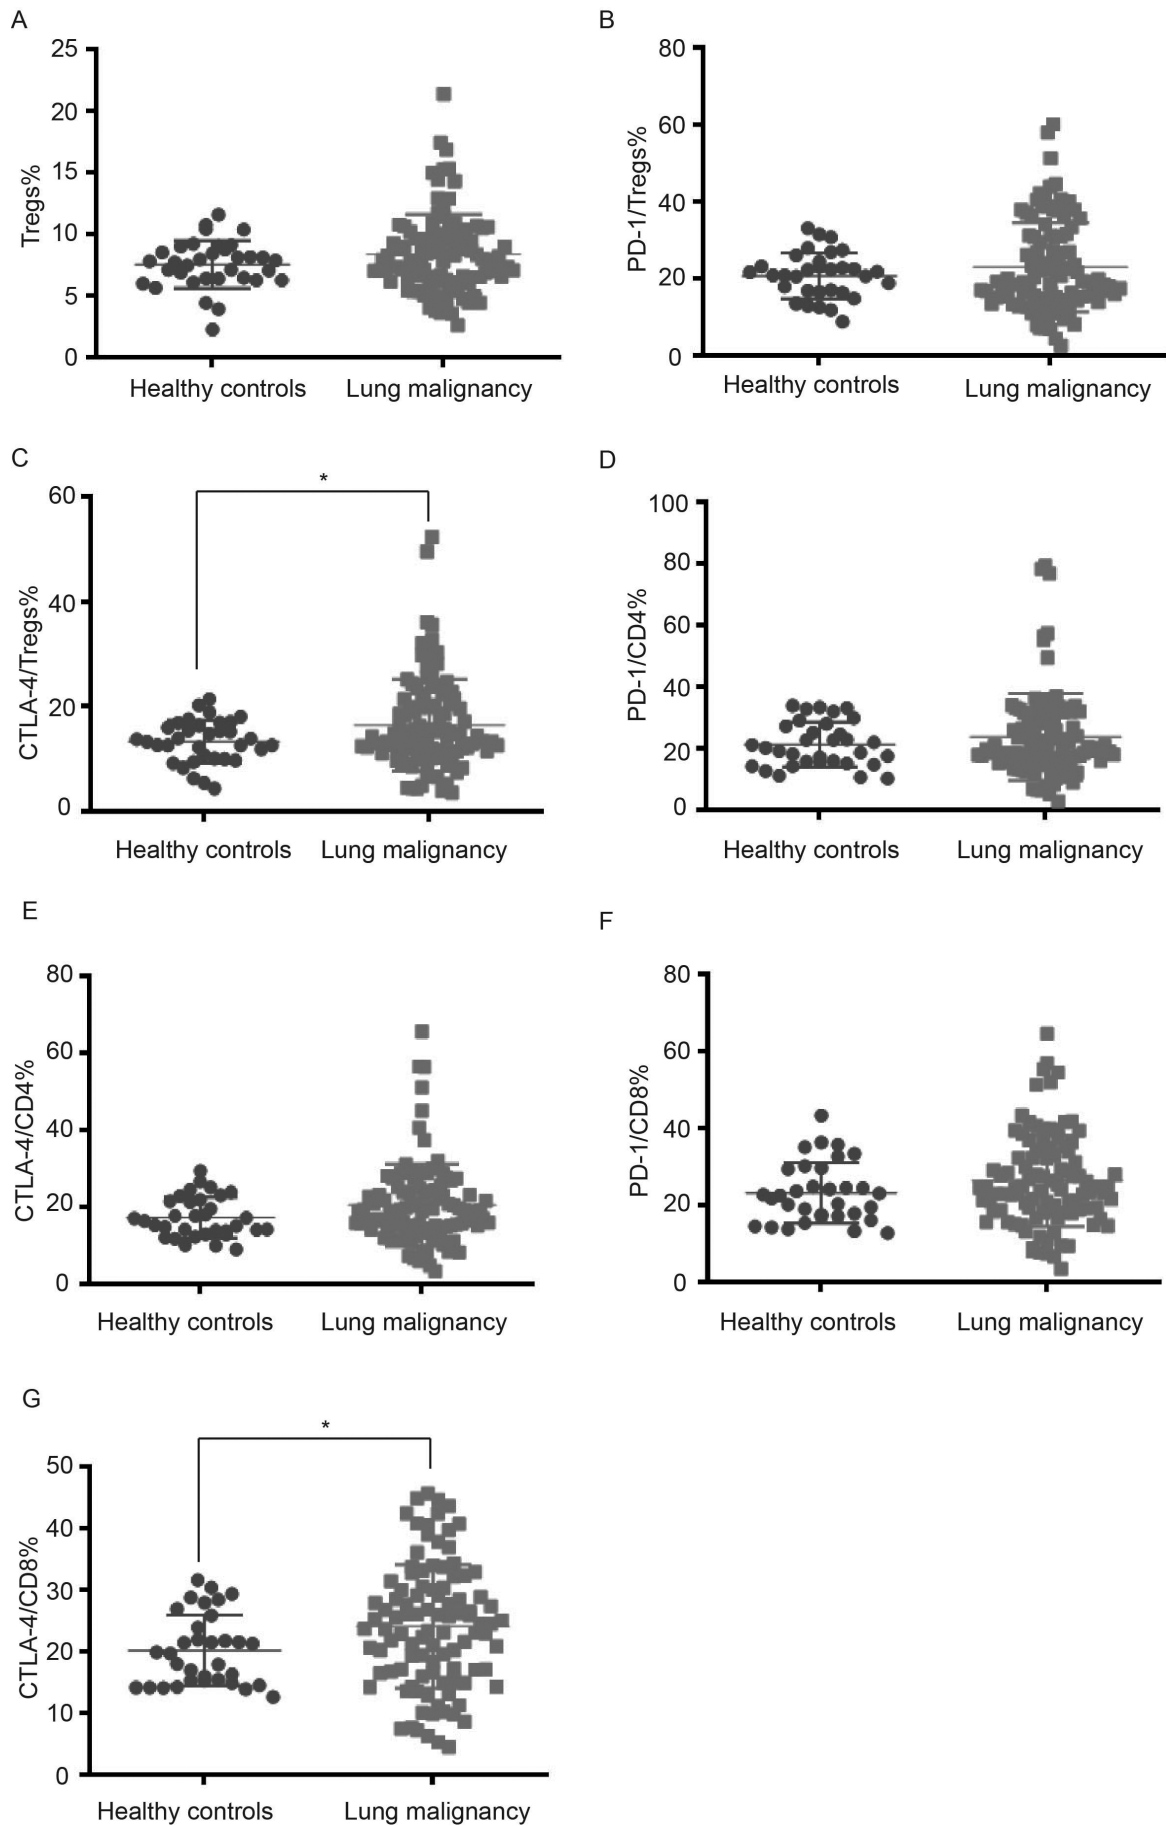 A
Tregs%
25
20
15
10
5
0
Healthy controls Lung malignancy
B
PD-1/Tregs%
80
60
40
20
0
Healthy controls Lung malignancy
C
CTLA-4/Tregs%
60
40
20
0
*
Healthy controls Lung malignancy
D
PD-1/CD4%
100
80
60
40
20
0
Healthy controls Lung malignancy
E
CTLA-4/CD4%
80
60
40
20
0
Healthy controls Lung malignancy
F
PD-1/CD8%
80
60
40
20
0
Healthy controls Lung malignancy
G
CTLA-4/CD8%
50
40
30
20
10
0
*
Healthy controls Lung malignancy